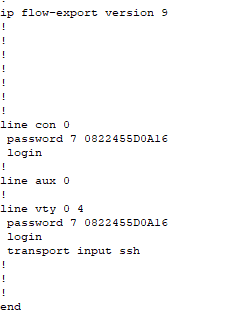 !
ip flow-export version 9
!
!
!
!
!
!
!
line con 0
 password 7 0822455D0A16
 login
!
line aux 0
!
line vty 0 4
 password 7 0822455D0A16
 login
 transport input ssh
!
!
!
end